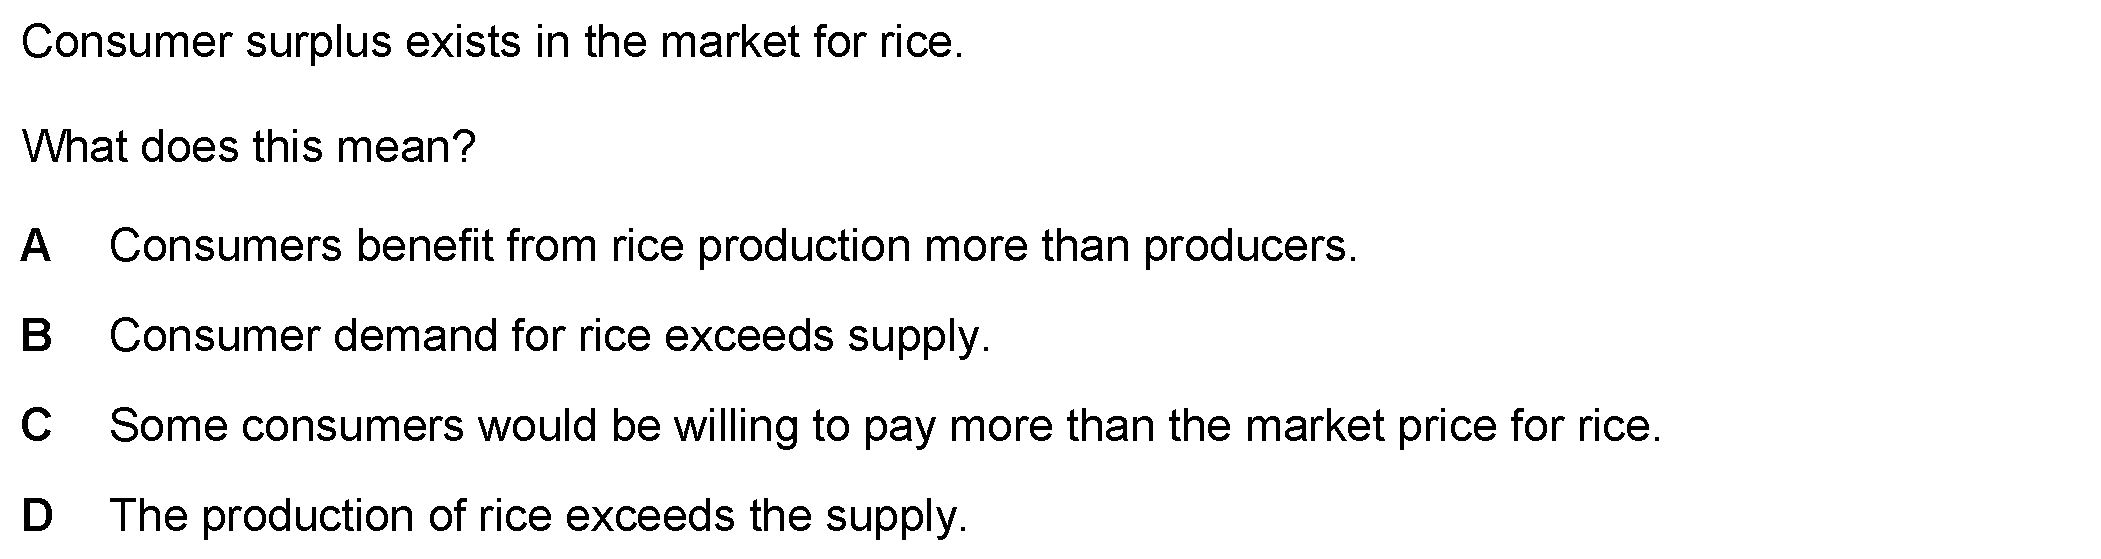 Consumer surplus exists in the market for rice.
What does this mean?
A Consumers benefit from rice production more than producers.
B Consumer demand for rice exceeds supply.
C Some consumers would be willing to pay more than the market price for rice.
D The production of rice exceeds the supply.